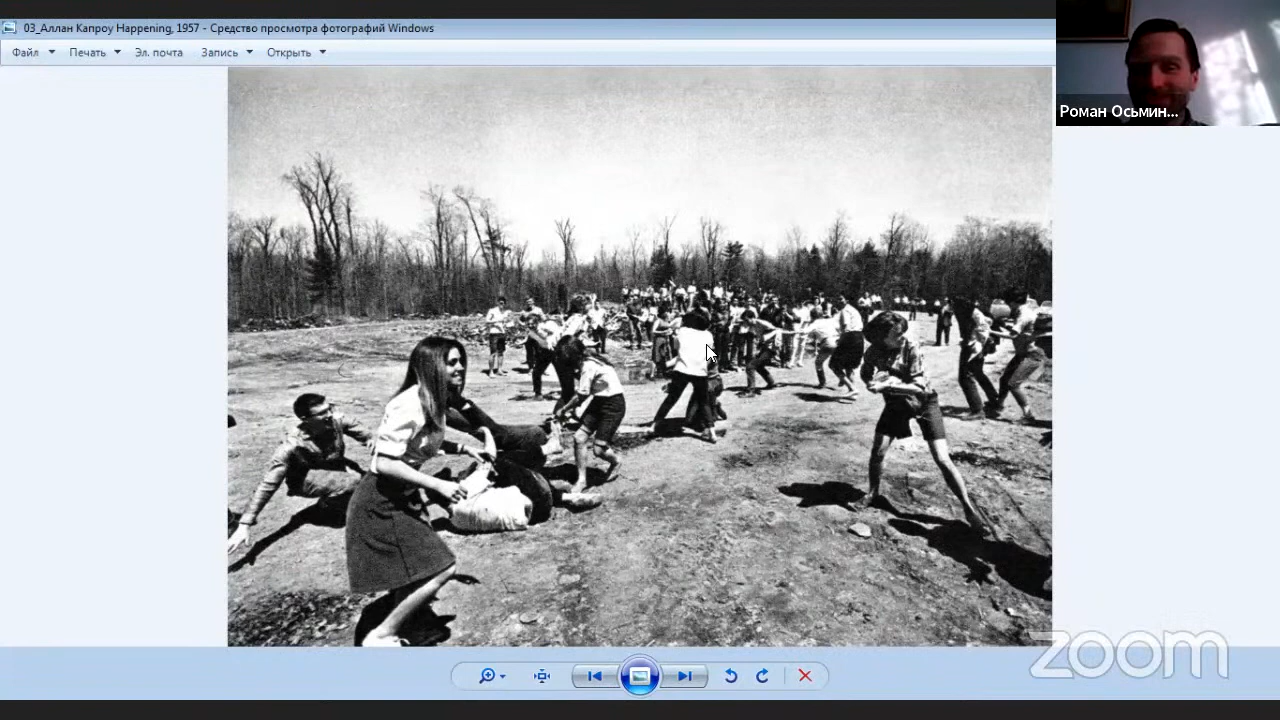 03_Аллан Капроу Happening, 1957 - Средство просмотра фотографий Windows
Файл Печать Эл. почта Запись Открыть
Роман Осьмин...
zoom